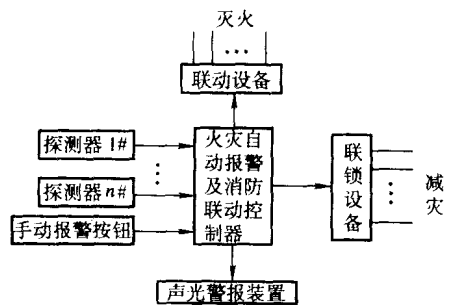 灭火
…
联动设备
探测器1#
⋮
探测器n#
手动报警按钮
火灾自
动报警
及消防
联动控
制器
联
锁
设
备
⋮
减
灾
声光警报装置